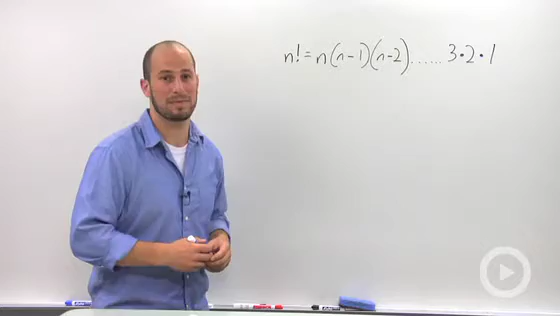 n! = n(n-1)(n-2)......3•2•1